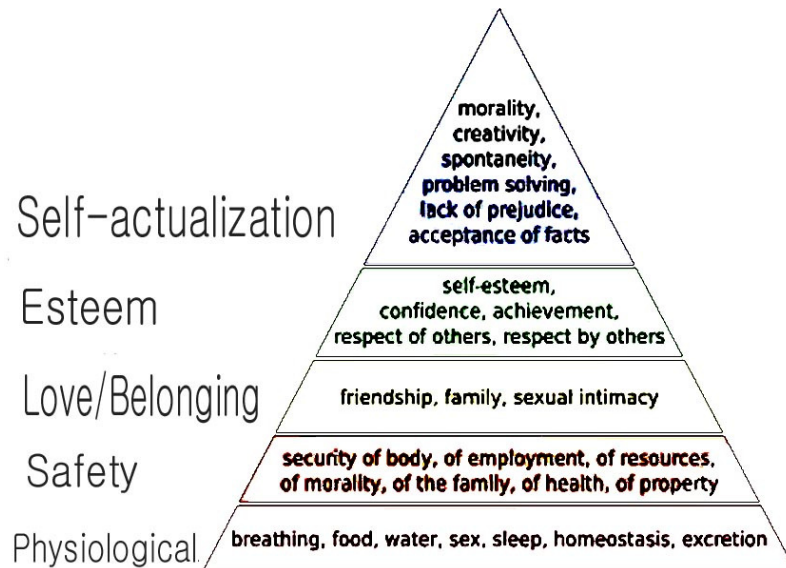 morality,
creativity,
spontaneity,
problem solving,
lack of prejudice,
Self-actualization
acceptance of facts
Esteem
self-esteem,
confidence, achievement,
respect of others, respect by others
Love/Belonging
friendship, family, sexual intimacy
Safety
security of body, of employment, of resources,
of morality, of the family, of health, of property
Physiological
breathing, food, water, sex, sleep, homeostasis, excretion